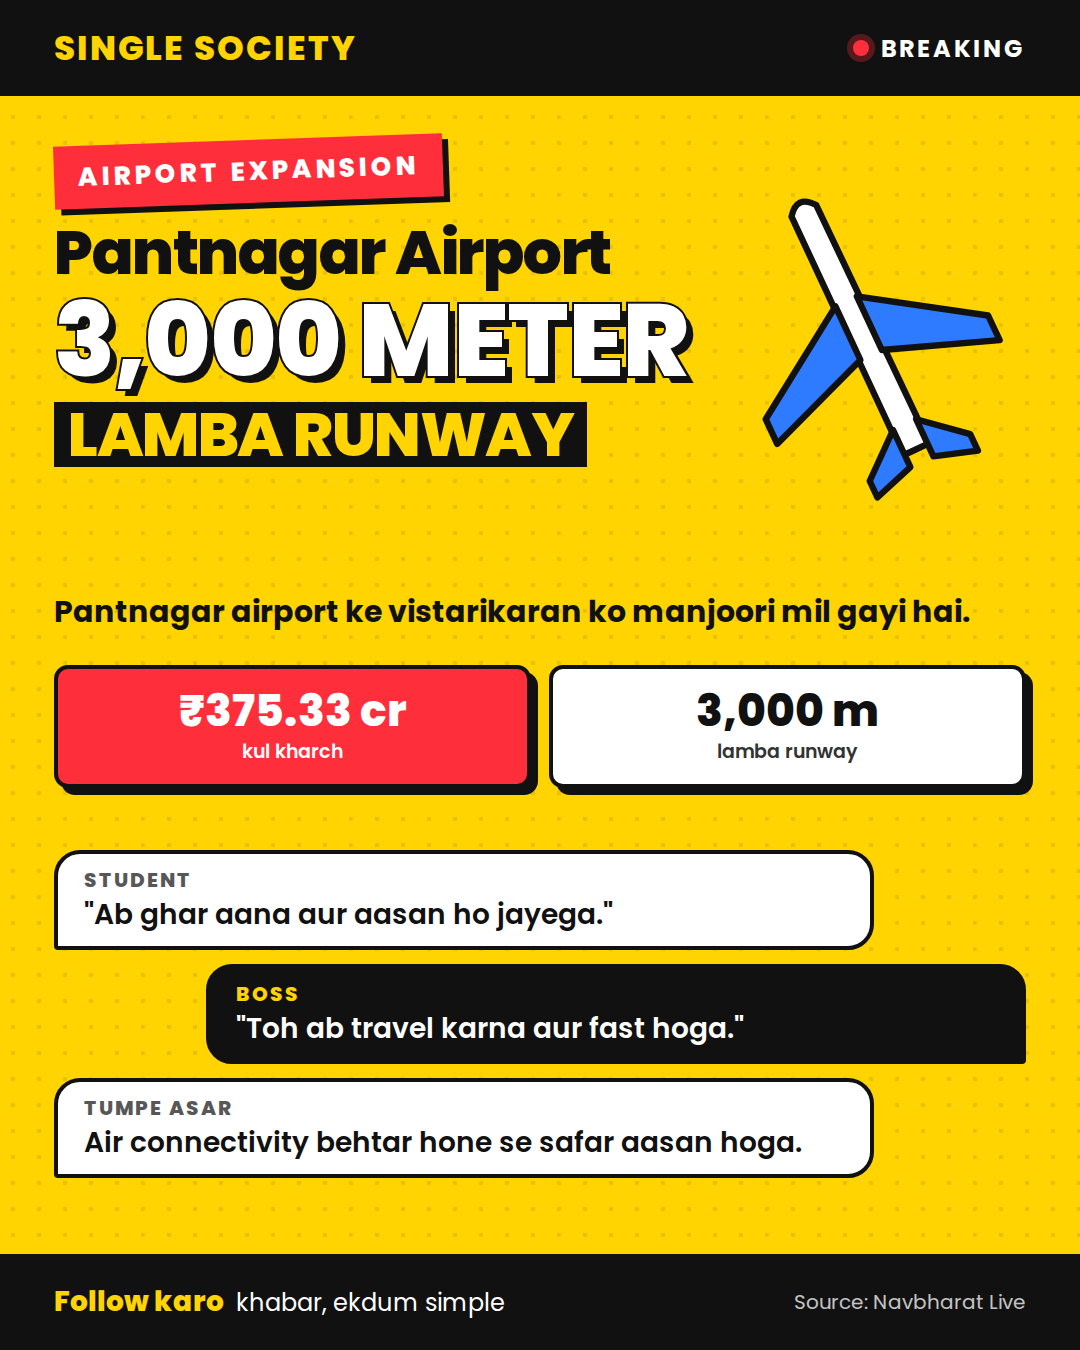 SINGLE SOCIETY
BREAKING
AIRPORT EXPANSION
Pantnagar Airport
3,000 METER
LAMBA RUNWAY
Pantnagar airport ke vistarikaran ko manjoori mil gayi hai.
₹375.33 cr
kul kharch
3,000 m
lamba runway
STUDENT
"Ab ghar aana aur aasan ho jayega."
BOSS
"Toh ab travel karna aur fast hoga."
TUMPE ASAR
Air connectivity behtar hone se safar aasan hoga.
Follow karo khabar, ekdum simple
Source: Navbharat Live